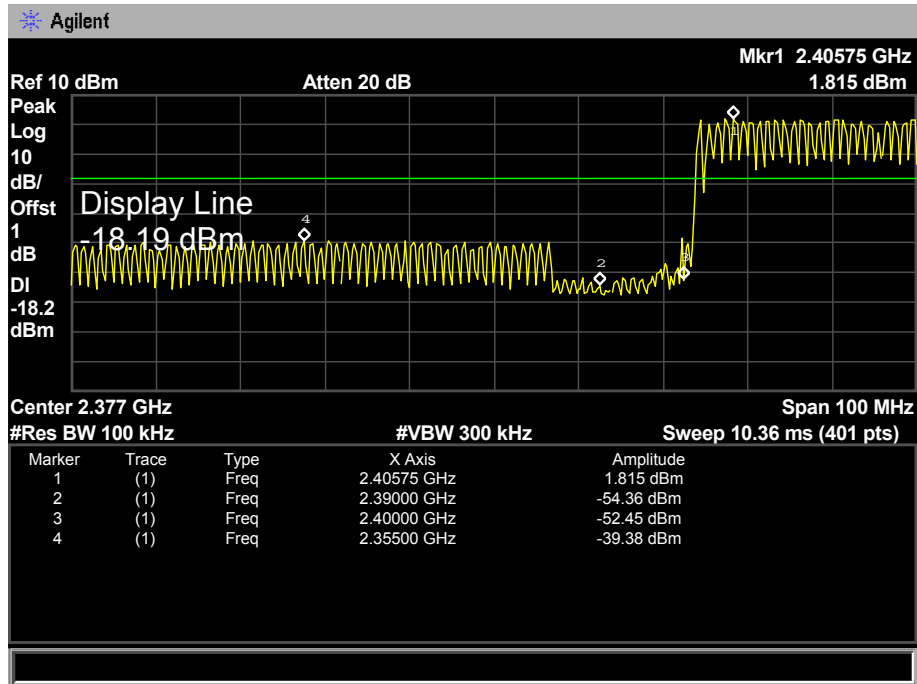 Agilent
Mkr1 2.40575 GHz
Ref 10 dBm Atten 20 dB 1.815 dBm
Peak
Log
10
dB/
Offst
1
dB
DI
-18.2
dBm
1
Display Line
-18.19 dBm
4
2
3
Center 2.377 GHz Span 100 MHz
#Res BW 100 kHz #VBW 300 kHz Sweep 10.36 ms (401 pts)
Marker Trace Type X Axis Amplitude
1 (1) Freq 2.40575 GHz 1.815 dBm
2 (1) Freq 2.39000 GHz -54.36 dBm
3 (1) Freq 2.40000 GHz -52.45 dBm
4 (1) Freq 2.35500 GHz -39.38 dBm